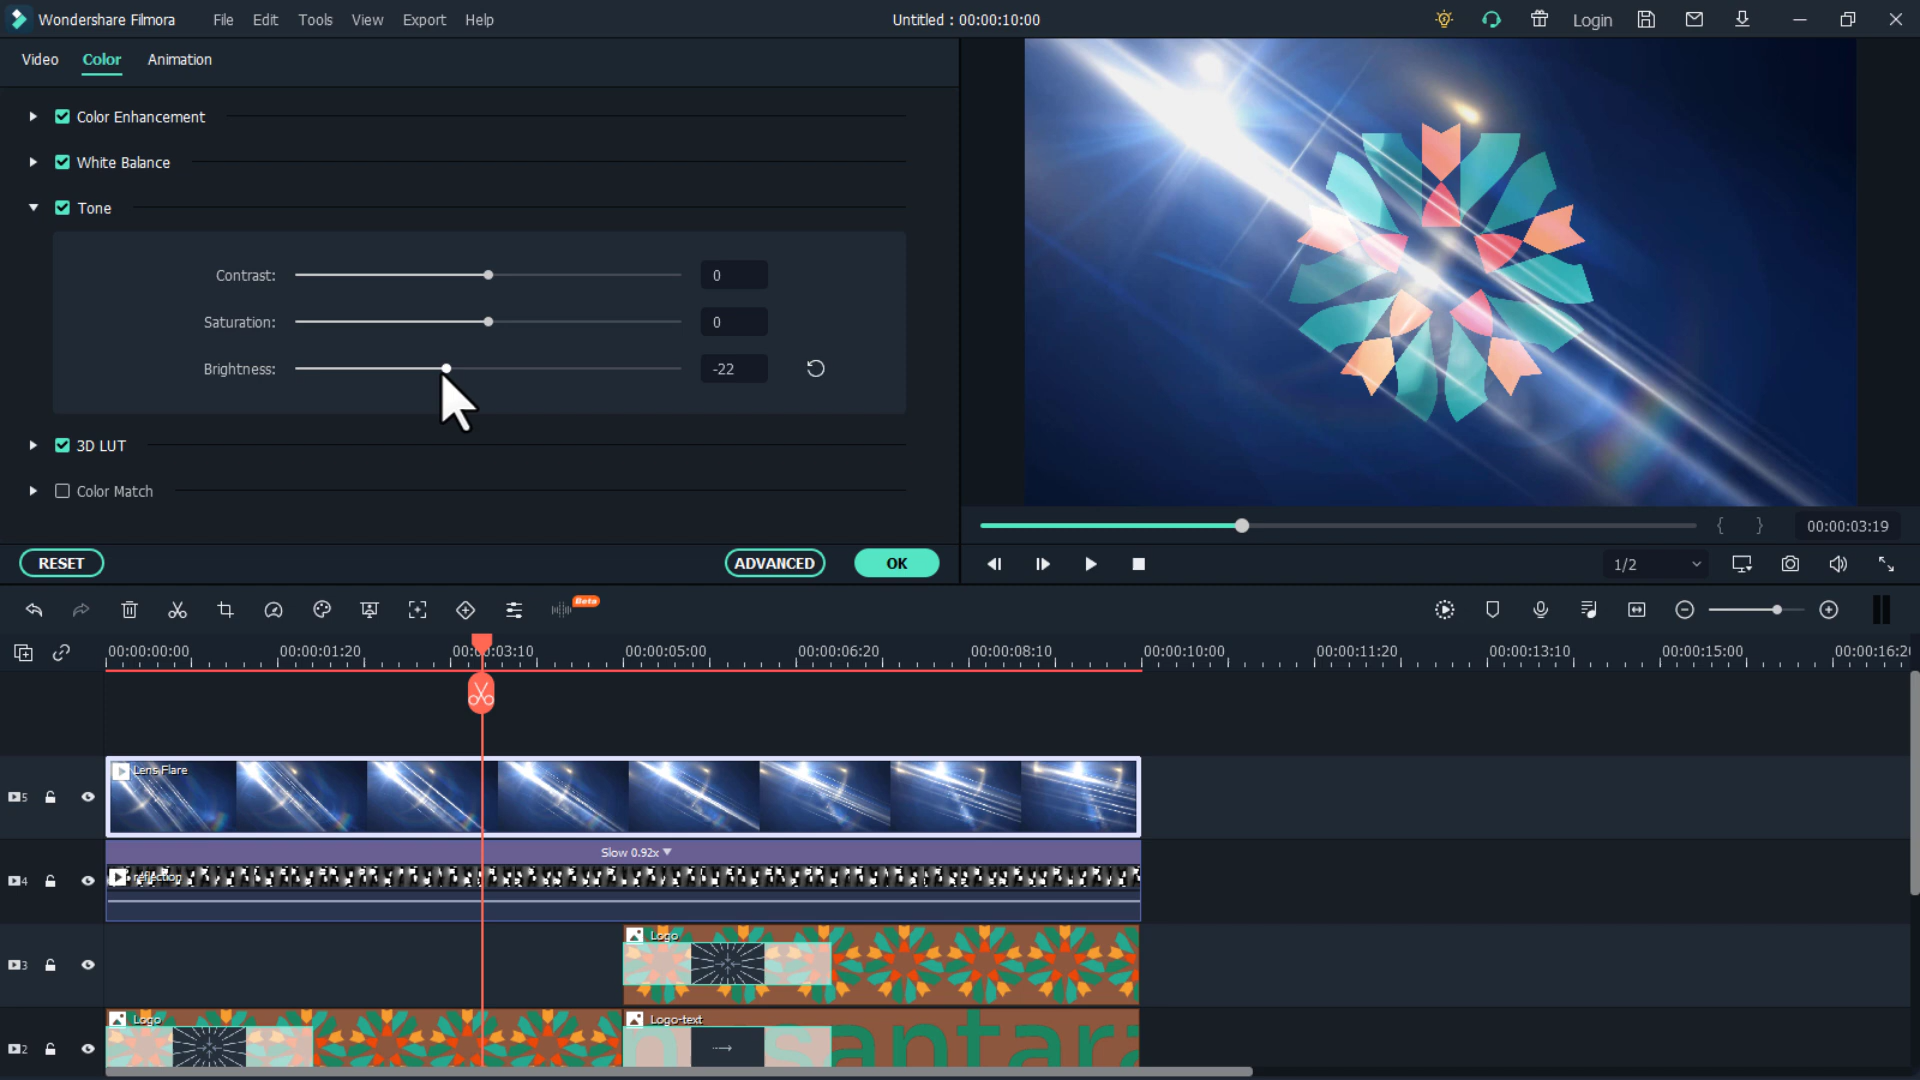 Wondershare Filmora File Edit Tools View Export Help Untitled : 00:00:10:00 Login
Video Color Animation
Color Enhancement
White Balance
Tone
Contrast: 0
Saturation: 0
Brightness: -22
3D LUT
Color Match
RESET ADVANCED OK
{ } 00:00:03:19
1/2
Beta
00:00:00:00 00:00:01:20 00:00:03:10 00:00:05:00 00:00:06:20 00:00:08:10 00:00:10:00 00:00:11:20 00:00:13:10 00:00:15:00 00:00:16:20
5 Lens Flare
Slow 0.92x
4 reflection
3 Logo
2 Logo Logo-text
santara